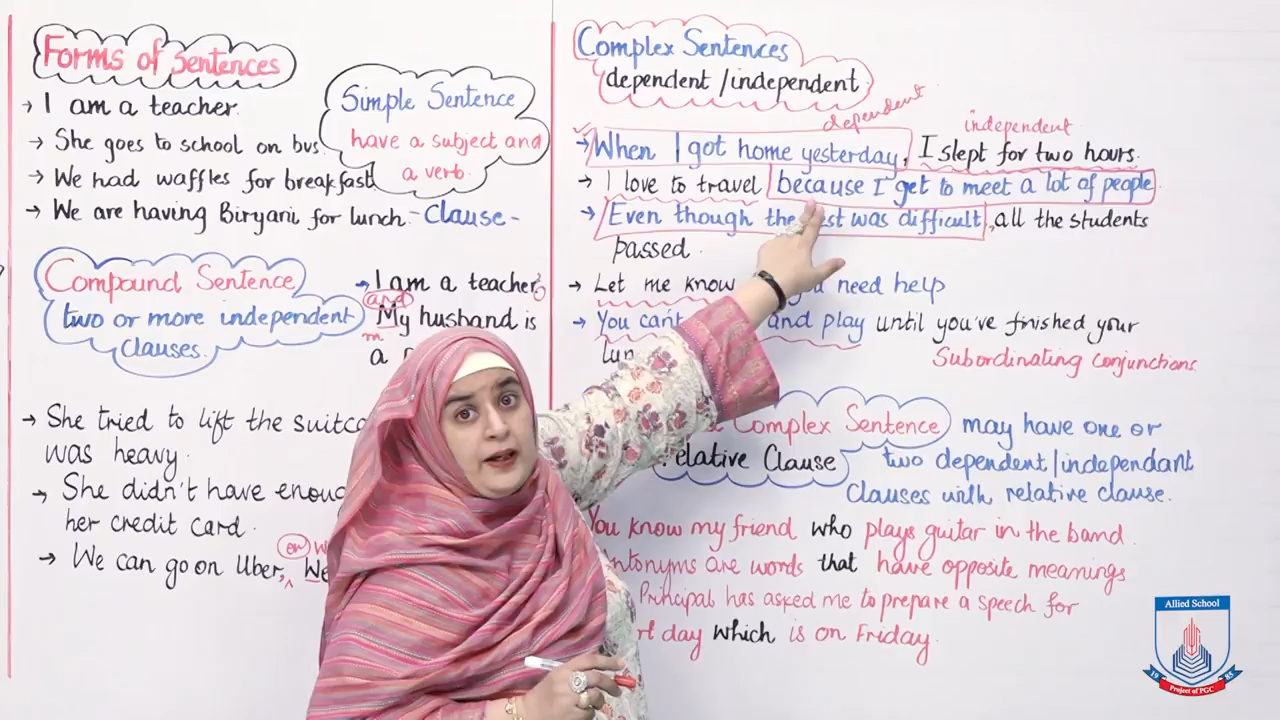 Forms of Sentences
→ I am a teacher.
→ She goes to school on bus
→ We had waffles for breakfast
→ We are having Biryani for lunch - Clause -
Simple Sentence
have a subject and
a verb.
Compound Sentence
two or more independent
Clauses.
→ I am a teacher.
and
My husband is
m
a
→ She tried to lift the
was heavy.
→ She didn't have
her credit card.
or
→ We can go on Uber,
Complex Sentences
dependent / independent
dependent
independent
→ When I got home yesterday, I slept for two hours.
→ I love to travel because I get to meet a lot of people
→ Even though the was difficult, all the students
passed.
→ Let me know need help
→ You can't and play until you've finished your
Subordinating conjunctions
Complex Sentence
relative Clause
may have one or
two dependent/independant
Clauses with relative clause.
You know my friend who plays guitar in the band.
Antonyms are words that have opposite meanings
Principal has asked me to prepare a speech for
day which is on Friday.
Allied School
19 85
Project of PGC